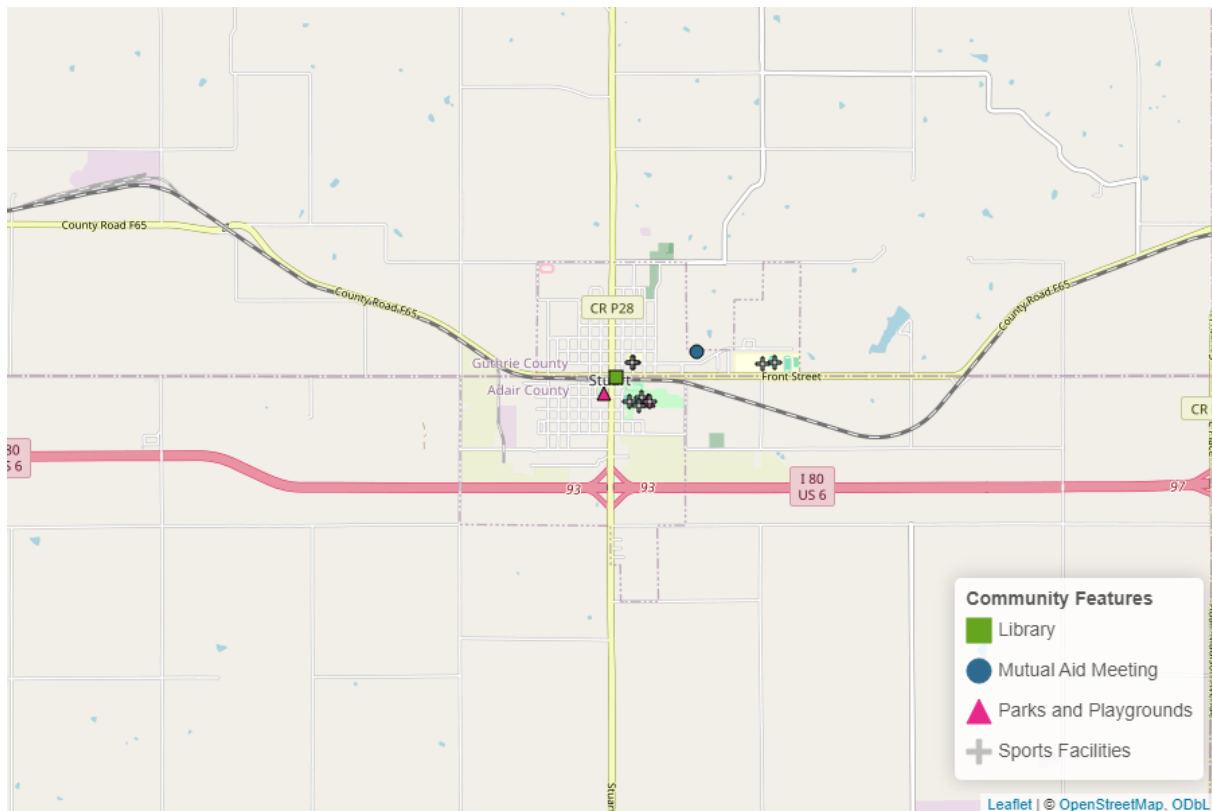 County Road F65
County Road F65
County Road F65
CR P28
Guthrie County
Adair County
Stuart
Front Street
80
S 6
93
93
I 80
US 6
97
CR
Stuar
Community Features
Library
Mutual Aid Meeting
Parks and Playgrounds
Sports Facilities
Leaflet | © OpenStreetMap, ODbL